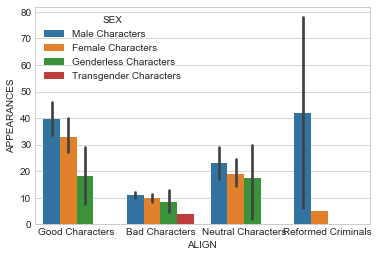 80
70
60
50
40
30
20
10
0
APPEARANCES
SEX
Male Characters
Female Characters
Genderless Characters
Transgender Characters
Good Characters Bad Characters Neutral Characters Reformed Criminals
ALIGN